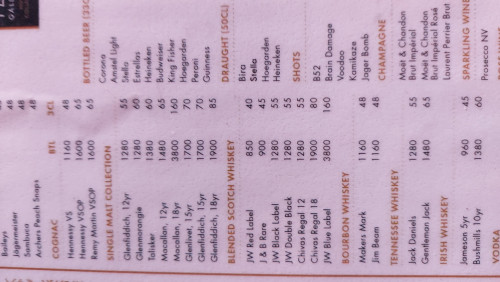 Baileys
Jagermeister 48
Sambuca 48
Archers Peach Snaps 48
COGNAC BTL 3CL
Hennessy VS 1160 48
Hennessy VSOP 1600 65
Remy Martin VSOP 1600 65
SINGLE MALT COLLECTION
Glenfiddich, 12yr 1280 55
Glenmorangie 1280 60
Talisker 1380 60
Macallan, 12yr 1480 65
Macallan, 18yr 3800 160
Glenlivet, 15yr 1700 70
Glenfiddich, 15yr 1700 70
Glenfiddich, 18yr 1900 85
BLENDED SCOTCH WHISKEY
JW Red Label 850 40
J & B Rare 900 45
JW Black Label 1280 55
JW Double Black 1280 55
Chivas Regal 12 1280 55
Chivas Regal 18 1900 80
JW Blue Label 3800 160
BOURBON WHISKEY
Makers Mark 1160 48
Jim Beam 1160 48
TENNESSEE WHISKEY
Jack Daniels 1280 55
Gentleman Jack 1480 65
IRISH WHISKEY
Jameson 5yr 960 45
Bushmills 10yr 1380 60
VODKA
BOTTLED BEER
Corona
Amstel Light
Stella
Estrella
Heineken
Budweiser
King Fisher
Hoegarden
Peroni
Guinness
DRAUGHT (50CL)
Bira
Stella
Hoegarden
Heineken
SHOTS
B52
Brain Damage
Voodoo
Kamikaze
Jager Bomb
CHAMPAGNE
Moët & Chandon
Brut Impérial
Moët & Chandon
Brut Impérial Rosé
Laurent Perrier Brut
SPARKLING WINE
Prosecco NV